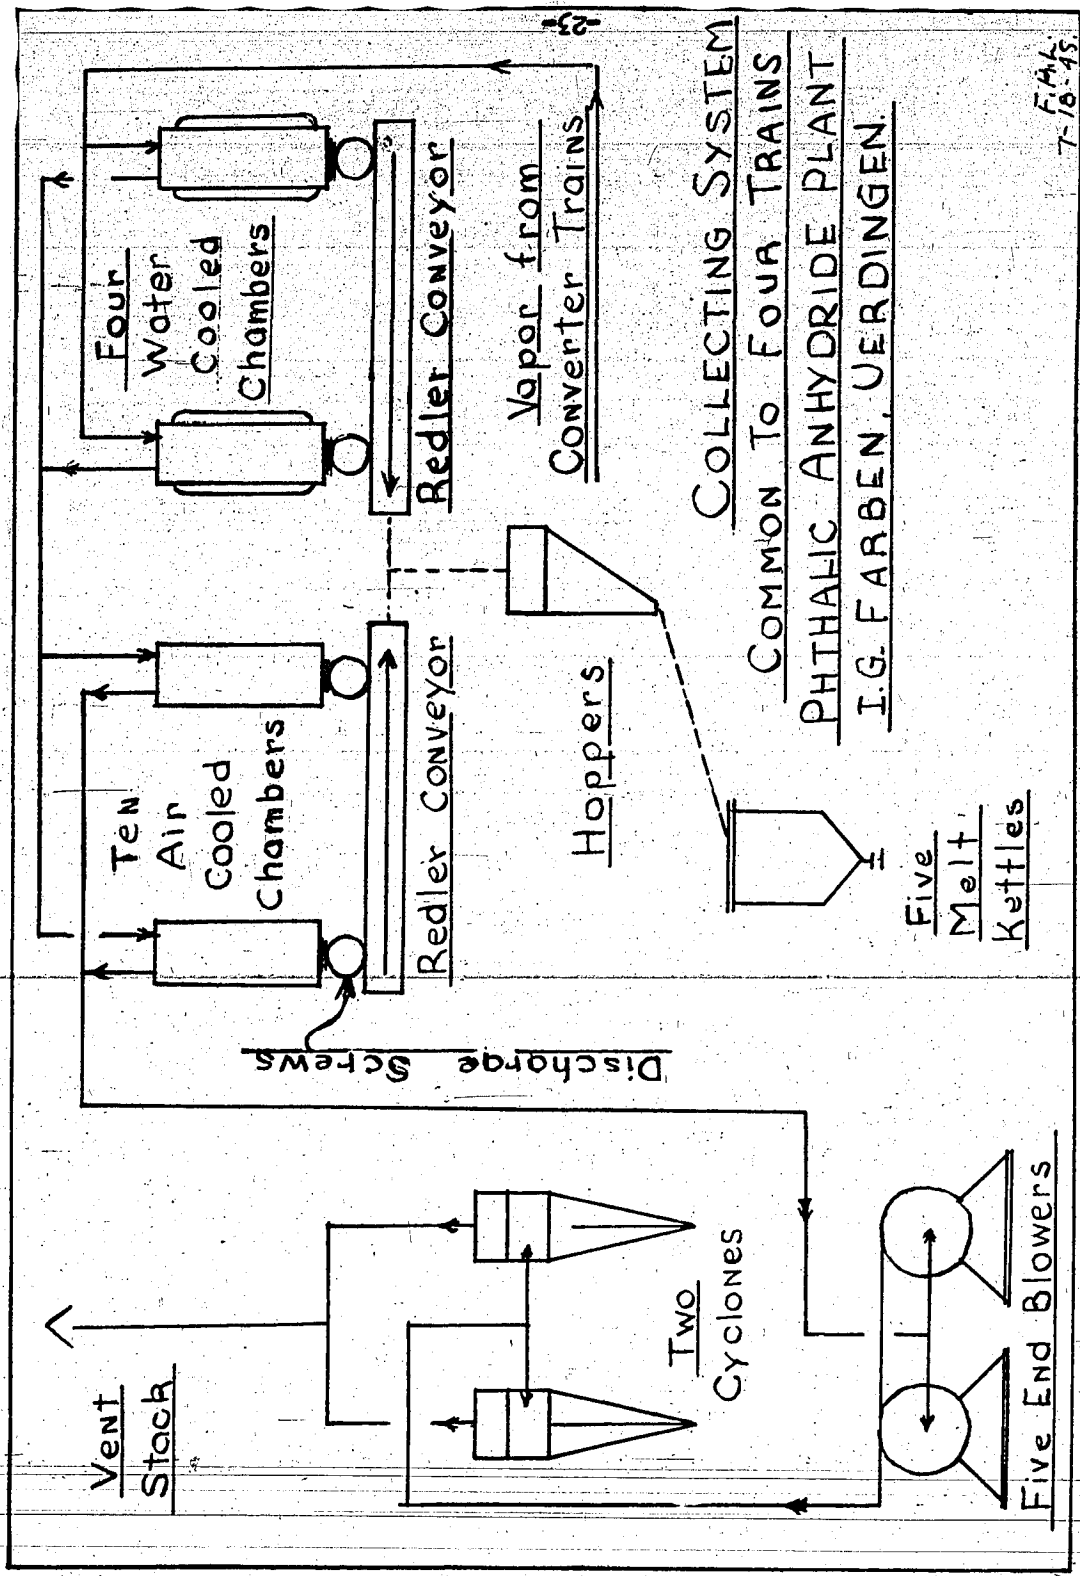 -23-
Vent
Stack
Two
Cyclones
Five End Blowers
Discharge Screws
Ten
Air
Cooled
Chambers
Redler Conveyor
Four
Water
Cooled
Chambers
Redler Conveyor
Hoppers
Five
Melt
Kettles
Vapor from
Converter Trains
COLLECTING SYSTEM
COMMON TO FOUR TRAINS
PHTHALIC ANHYDRIDE PLANT
I.G. FARBEN, UERDINGEN.
7-18-45.